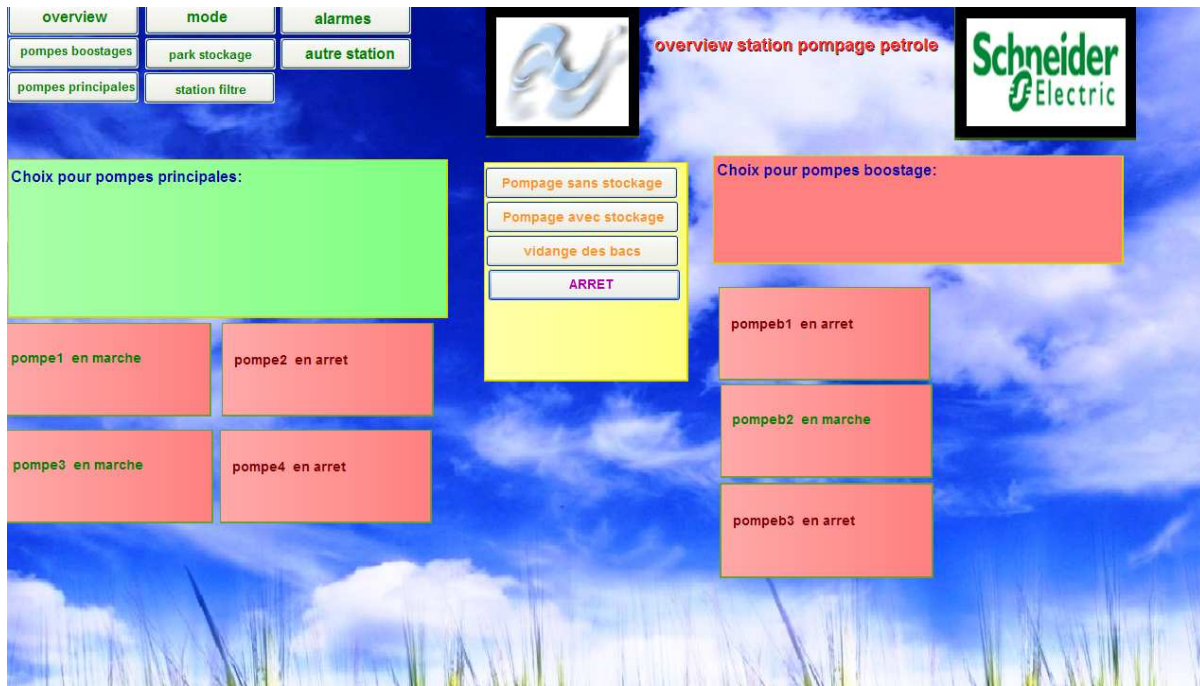 overview
mode
alarmes
pompes boostages
park stockage
autre station
pompes principales
station filtre
overview station pompage petrole
Schneider
Electric
Choix pour pompes principales:
Pompage sans stockage
Pompage avec stockage
vidange des bacs
ARRET
Choix pour pompes boostage:
pompe1 en marche
pompe2 en arret
pompe3 en marche
pompe4 en arret
pompeb1 en arret
pompeb2 en marche
pompeb3 en arret